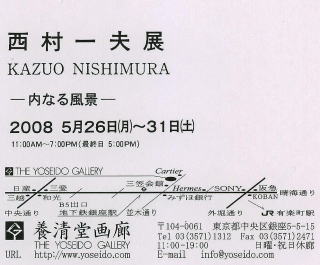 西村一夫展
KAZUO NISHIMURA
―内なる風景―
2008 5月26日(月)～31日(土)
11:00AM～7:00PM(最終日 5:00PM)
THE YOSEIDO GALLERY Cartier
日産 三愛 三笠会館 Hermes SONY 阪急 晴海通り
三越 和光 みずほ銀行 KOBAN
B5出口
中央通り 地下鉄銀座駅 並木通り 外堀通り JR 有楽町駅
養清堂画廊 〒104-0061 東京都中央区銀座5-5-15
THE YOSEIDO GALLERY Tel 03(3571)1312 Fax 03(3571)2471
11:00-19:00 日曜・祝日休廊
URL http://www.yoseido.com E-mail info@yoseido.com